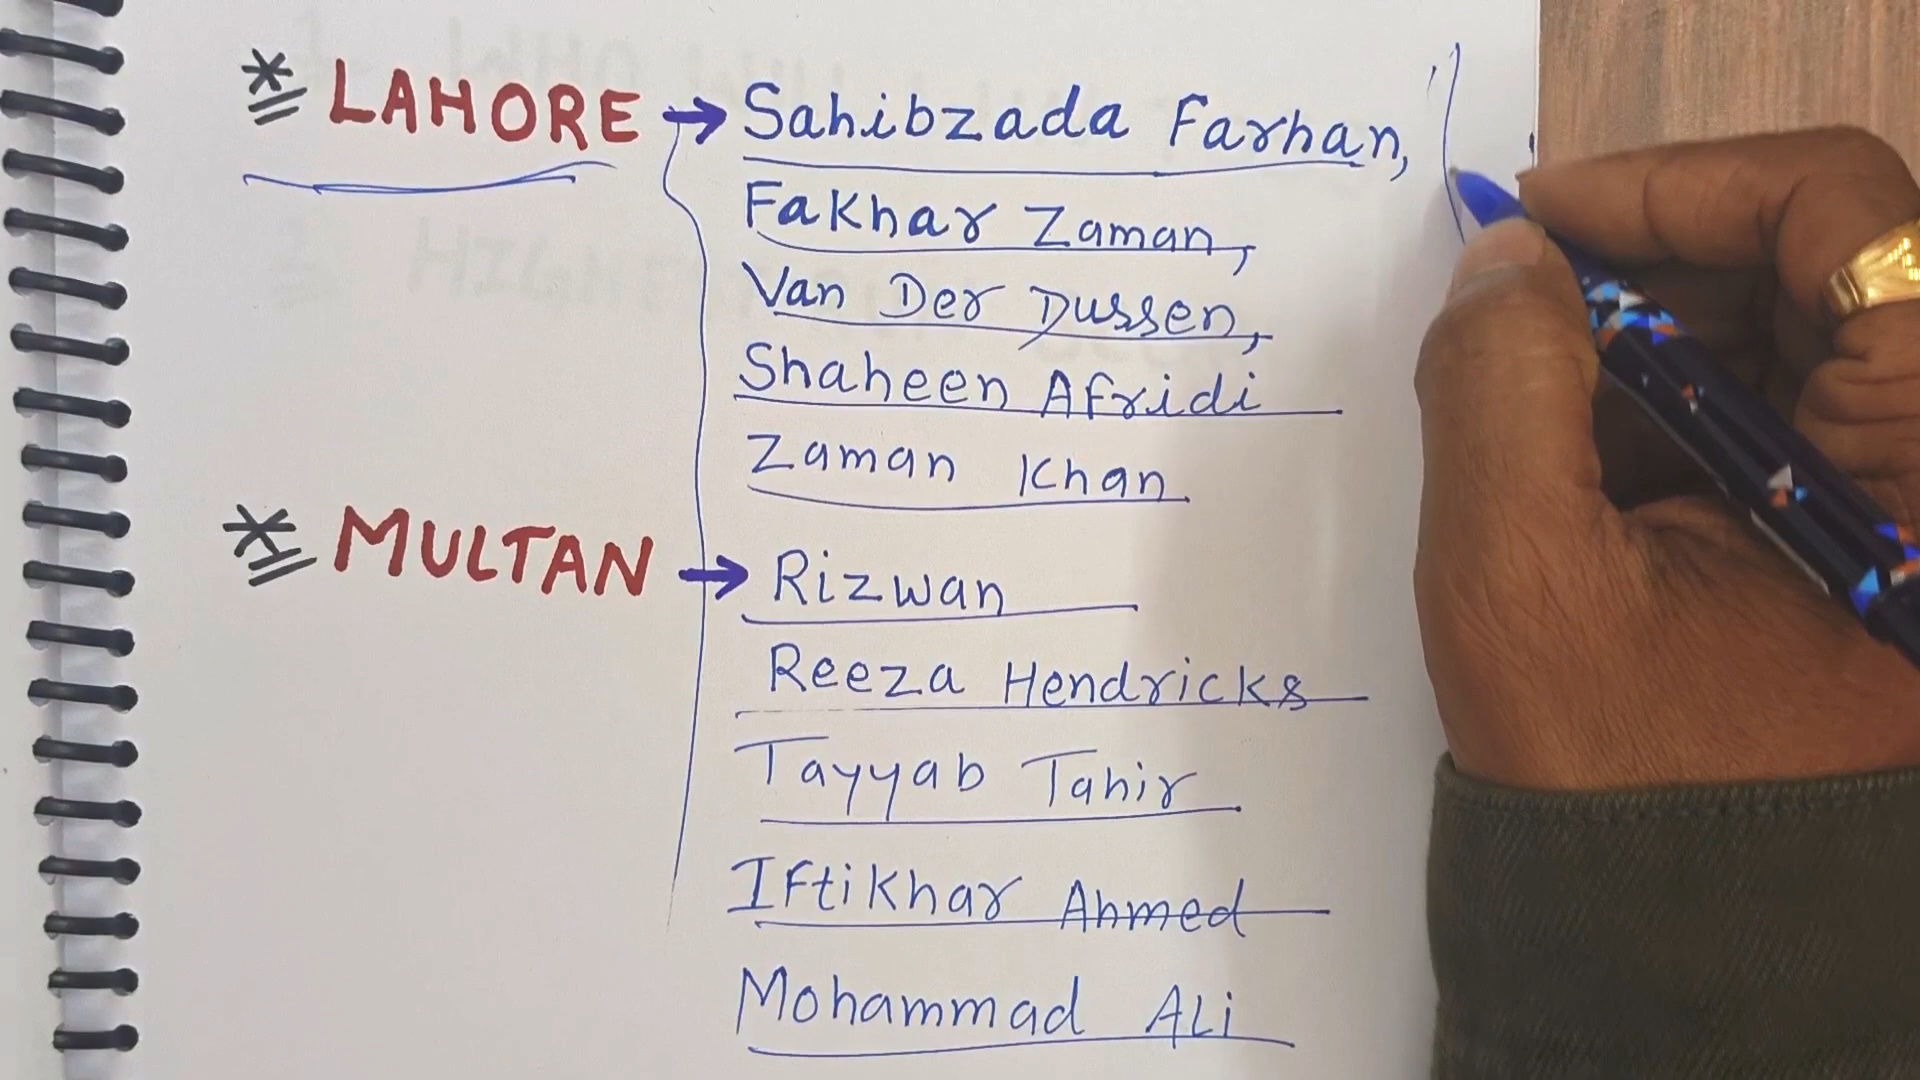 * LAHORE → Sahibzada Farhan,
Fakhar Zaman,
Van Der Dussen,
Shaheen Afridi
Zaman Khan
* MULTAN → Rizwan
Reeza Hendricks
Tayyab Tahir
Iftikhar Ahmed
Mohammad ALi